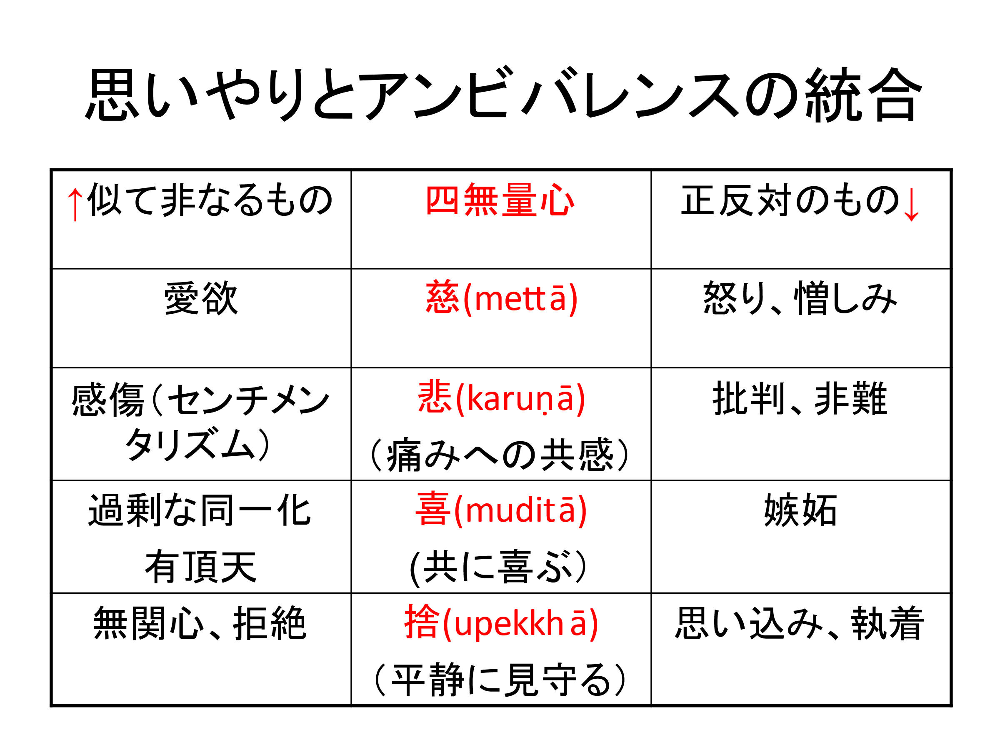 思いやりとアンビバレンスの統合
↑似て非なるもの
四無量心
正反対のもの↓
愛欲
慈(mettā)
怒り、憎しみ
感傷(センチメン
タリズム)
悲(karuṇā)
(痛みへの共感)
批判、非難
過剰な同一化
有頂天
喜(muditā)
(共に喜ぶ)
嫉妬
無関心、拒絶
捨(upekkhā)
(平静に見守る)
思い込み、執着